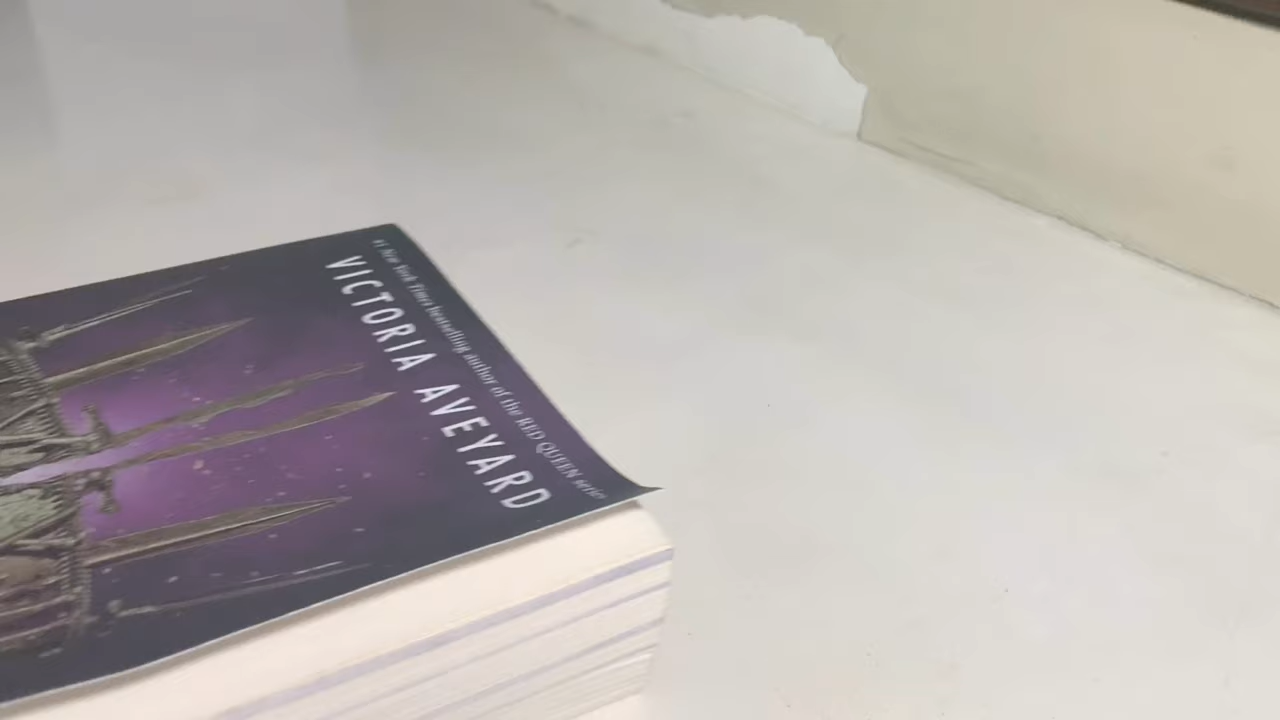 #1 New York Times bestselling author of the RED QUEEN series
VICTORIA AVEYARD